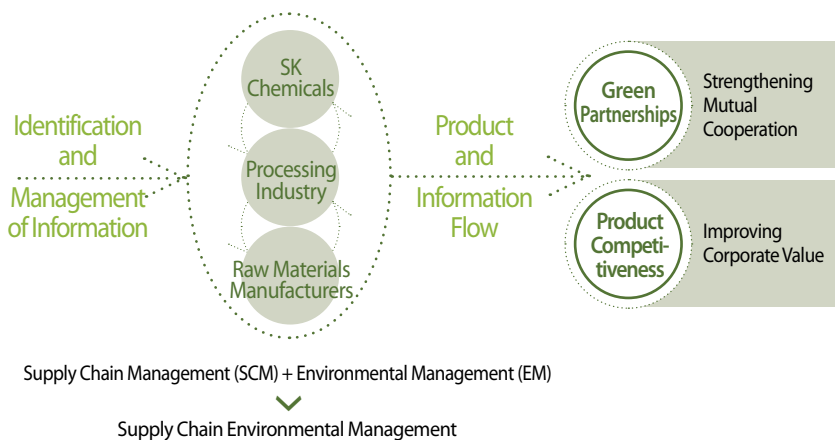 Identification
and
Management
of Information
SK
Chemicals
Processing
Industry
Raw Materials
Manufacturers
Product
and
Information
Flow
Green
Partnerships
Strengthening
Mutual
Cooperation
Product
Competi-
tiveness
Improving
Corporate Value
Supply Chain Management (SCM) + Environmental Management (EM)
Supply Chain Environmental Management